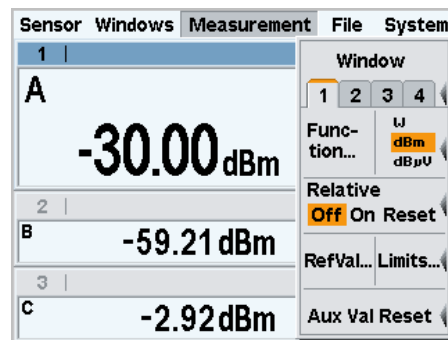 Sensor Windows Measurement File System
1 |
A
-30.00 dBm
2 |
B
-59.21 dBm
3 |
C
-2.92 dBm
Window
1 2 3 4
Func-
tion...
W
dBm
dBµV
Relative
Off On Reset
RefVal... Limits...
Aux Val Reset